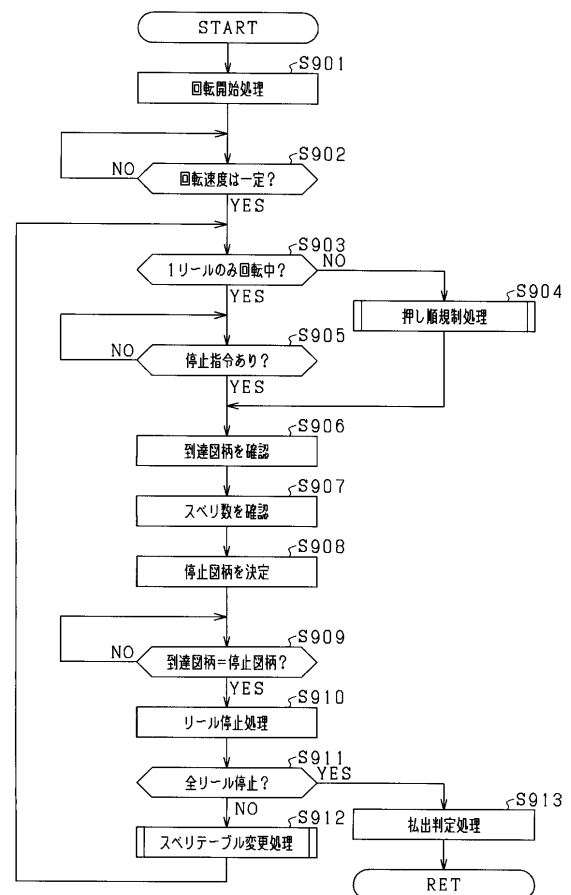 START
S901
回転開始処理
S902
回転速度は一定?
NO
YES
S903
1リールのみ回転中?
NO
YES
S904
押し順規制処理
S905
停止指令あり?
NO
YES
S906
到達図柄を確認
S907
スベリ数を確認
S908
停止図柄を決定
S909
到達図柄=停止図柄?
NO
YES
S910
リール停止処理
S911
全リール停止?
YES
NO
S912
スベリテーブル変更処理
S913
払出判定処理
RET